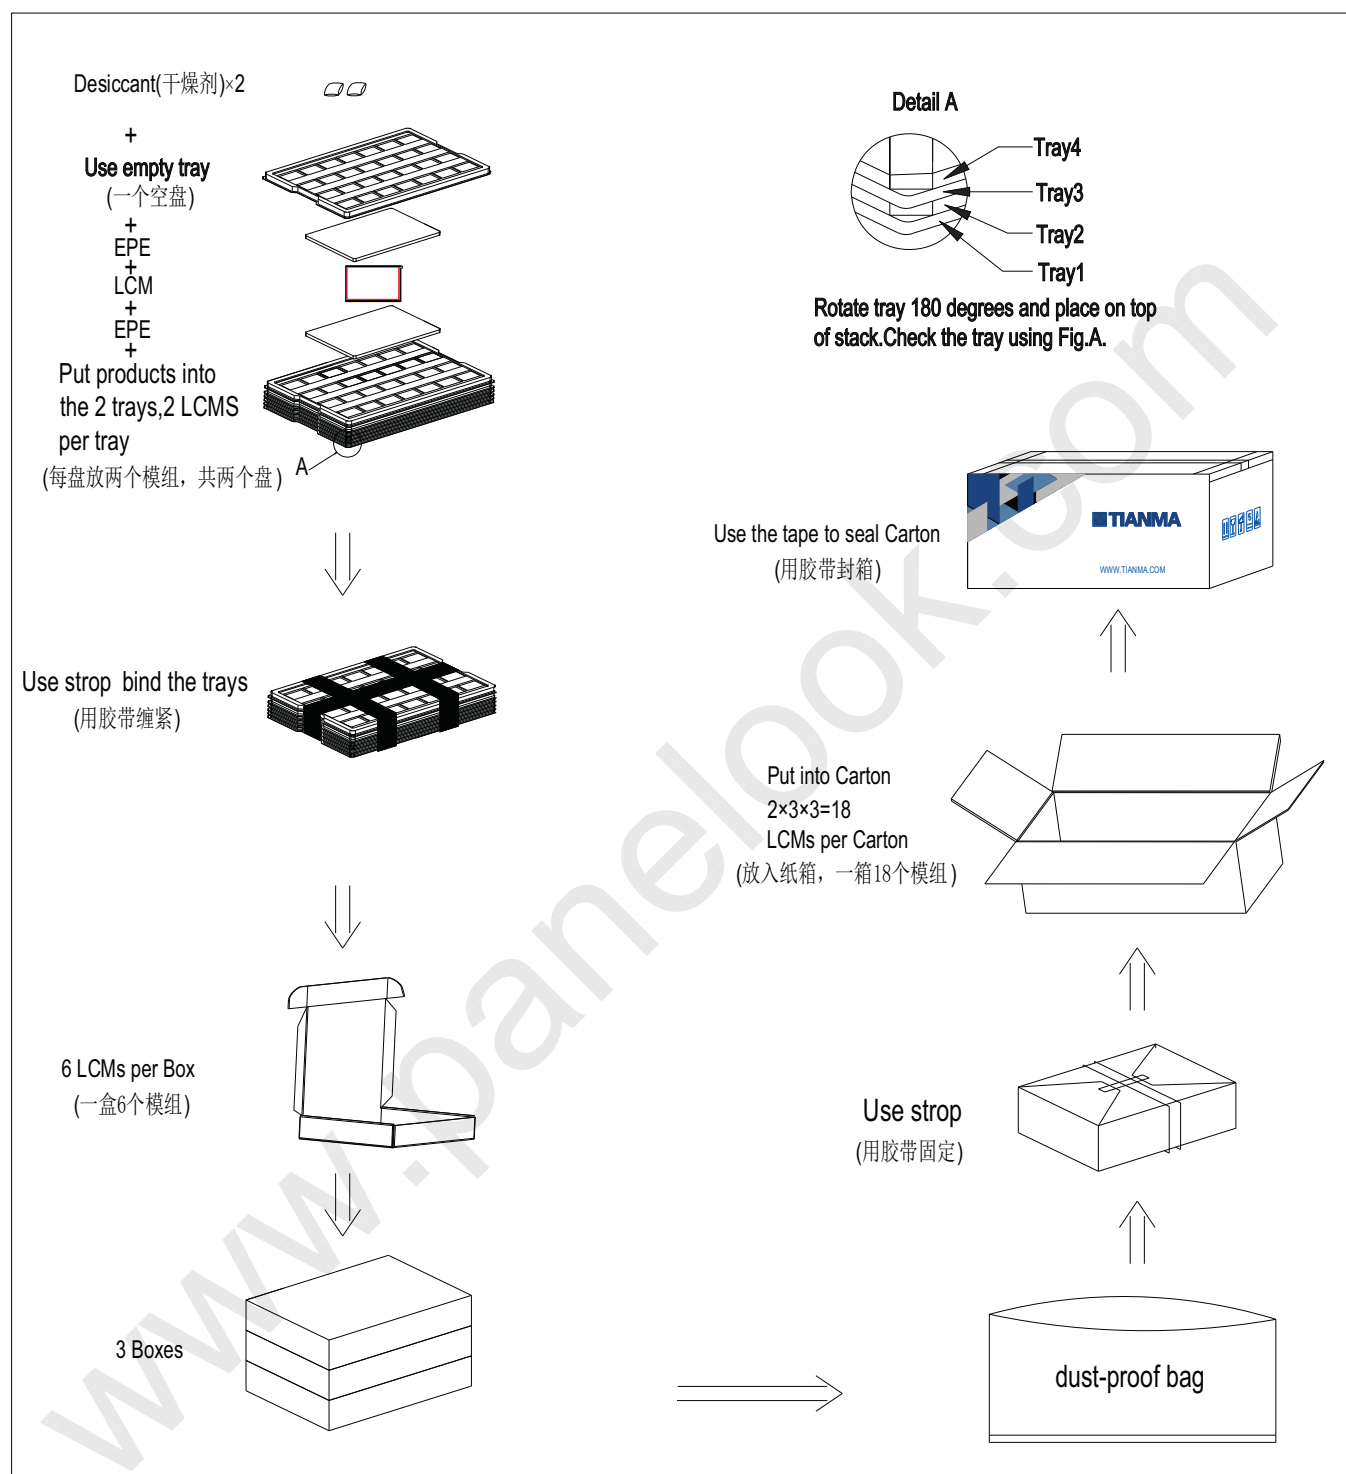 Desiccant(干燥剂)×2
+
Use empty tray
(一个空盘)
+
EPE
+
LCM
+
EPE
+
Put products into
the 2 trays,2 LCMS
per tray
(每盘放两个模组，共两个盘)
A
Use strop bind the trays
(用胶带缠紧)
6 LCMs per Box
(一盒6个模组)
3 Boxes
dust-proof bag
Use strop
(用胶带固定)
Put into Carton
2×3×3=18
LCMs per Carton
(放入纸箱，一箱18个模组)
Use the tape to seal Carton
(用胶带封箱)
TIANMA
WWW.TIANMA.COM
Detail A
Tray4
Tray3
Tray2
Tray1
Rotate tray 180 degrees and place on top
of stack.Check the tray using Fig.A.
www.panelook.com